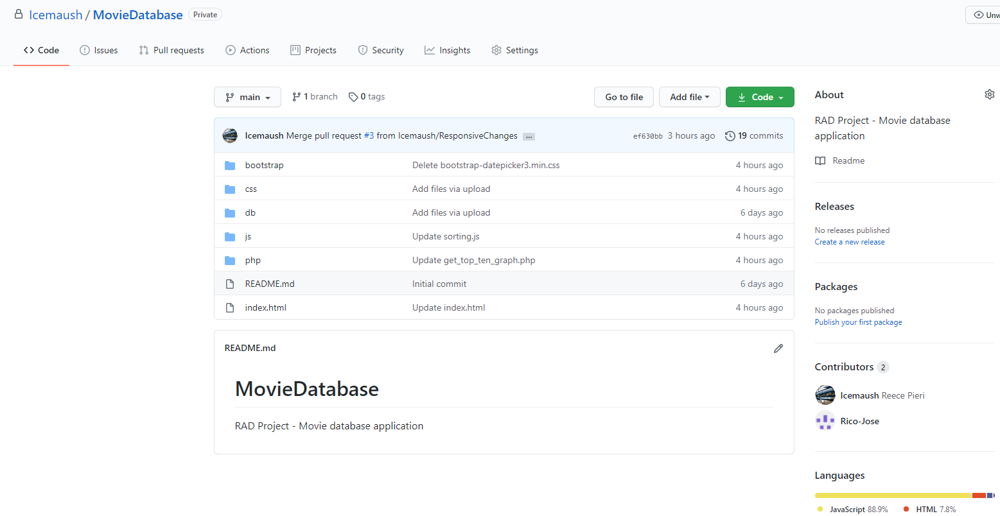 Icemaush / MovieDatabase Private
Unw
Code Issues Pull requests Actions Projects Security Insights Settings
main 1 branch 0 tags Go to file Add file Code
Icemaush Merge pull request #3 from Icemaush/ResponsiveChanges ... ef630bb 3 hours ago 19 commits
bootstrap Delete bootstrap-datepicker3.min.css 4 hours ago
css Add files via upload 4 hours ago
db Add files via upload 6 days ago
js Update sorting.js 4 hours ago
php Update get_top_ten_graph.php 4 hours ago
README.md Initial commit 6 days ago
index.html Update index.html 4 hours ago
README.md
MovieDatabase
RAD Project - Movie database application
About
RAD Project - Movie database
application
Readme
Releases
No releases published
Create a new release
Packages
No packages published
Publish your first package
Contributors 2
Icemaush Reece Pieri
Rico-Jose
Languages
JavaScript 88.9% HTML 7.8%